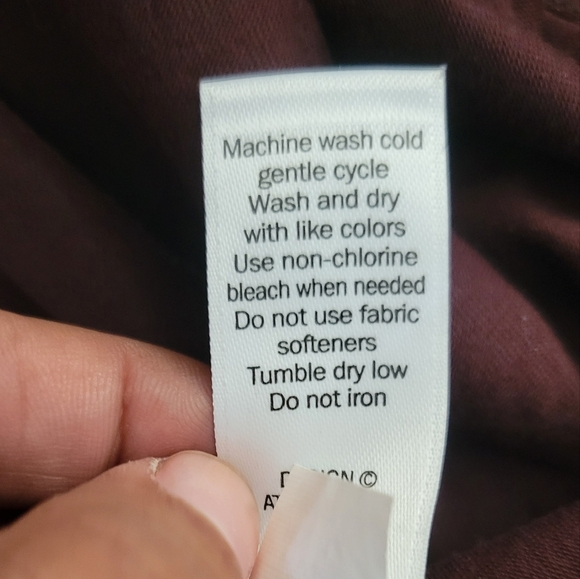 Machine wash cold
gentle cycle
Wash and dry
with like colors
Use non-chlorine
bleach when needed
Do not use fabric
softeners
Tumble dry low
Do not iron
©